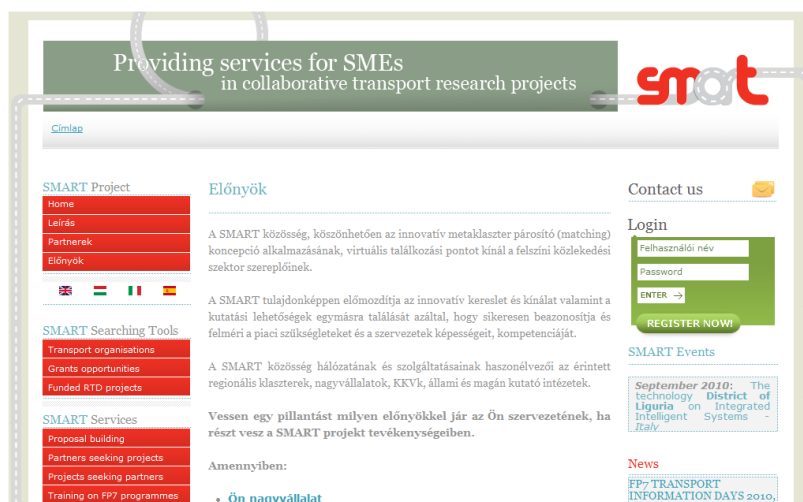 Providing services for SMEs
in collaborative transport research projects
smart
Címlap
SMART Project
Home
Leírás
Partnerek
Előnyök
SMART Searching Tools
Transport organisations
Grants opportunities
Funded RTD projects
SMART Services
Proposal building
Partners seeking projects
Projects seeking partners
Training on FP7 programmes
Előnyök
A SMART közösség, köszönhetően az innovatív metaklaszter párosító (matching)
koncepció alkalmazásának, virtuális találkozási pontot kínál a felszíni közlekedési
szektor szereplőinek.
A SMART tulajdonképpen előmozdítja az innovatív kereslet és kínálat valamint a
kutatási lehetőségek egymásra találását azáltal, hogy sikeresen beazonosítja és
felméri a piaci szükségleteket és a szervezetek képességeit, kompetenciáját.
A SMART közösség hálózatának és szolgáltatásainak haszonélvezői az érintett
regionális klaszterek, nagyvállalatok, KKVk, állami és magán kutató intézetek.
Vessen egy pillantást milyen előnyökkel jár az Ön szervezetének, ha
részt vesz a SMART projekt tevékenységeiben.
Amennyiben:
• Ön nagyvállalat
Contact us
Login
Felhasználói név
Password
ENTER →
REGISTER NOW!
SMART Events
September 2010: The
technology District of
Liguria on Integrated
Intelligent Systems -
Italy
News
FP7 TRANSPORT
INFORMATION DAYS 2010,